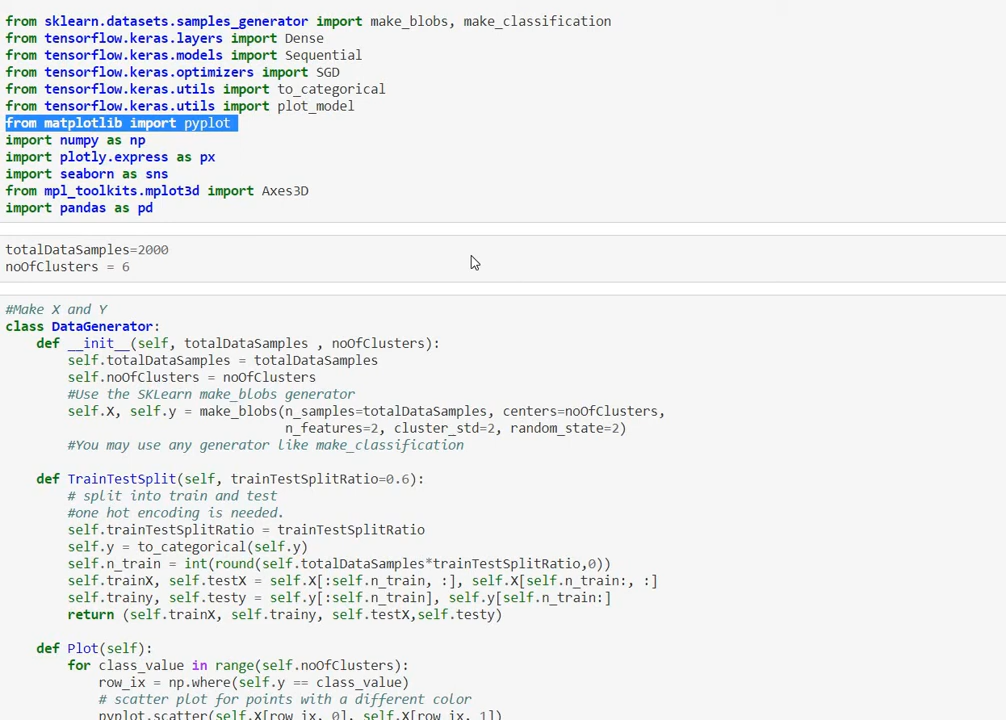 from sklearn.datasets.samples_generator import make_blobs, make_classification
from tensorflow.keras.layers import Dense
from tensorflow.keras.models import Sequential
from tensorflow.keras.optimizers import SGD
from tensorflow.keras.utils import to_categorical
from tensorflow.keras.utils import plot_model
from matplotlib import pyplot
import numpy as np
import plotly.express as px
import seaborn as sns
from mpl_toolkits.mplot3d import Axes3D
import pandas as pd
totalDataSamples=2000
noOfClusters = 6
#Make X and Y
class DataGenerator:
    def __init__(self, totalDataSamples , noOfClusters):
        self.totalDataSamples = totalDataSamples
        self.noOfClusters = noOfClusters
        #Use the SKLearn make_blobs generator
        self.X, self.y = make_blobs(n_samples=totalDataSamples, centers=noOfClusters,
                                    n_features=2, cluster_std=2, random_state=2)
        #You may use any generator like make_classification
    def TrainTestSplit(self, trainTestSplitRatio=0.6):
        # split into train and test
        #one hot encoding is needed.
        self.trainTestSplitRatio = trainTestSplitRatio
        self.y = to_categorical(self.y)
        self.n_train = int(round(self.totalDataSamples*trainTestSplitRatio,0))
        self.trainX, self.testX = self.X[:self.n_train, :], self.X[self.n_train:, :]
        self.trainy, self.testy = self.y[:self.n_train], self.y[self.n_train:]
        return (self.trainX, self.trainy, self.testX,self.testy)
    def Plot(self):
        for class_value in range(self.noOfClusters):
            row_ix = np.where(self.y == class_value)
            # scatter plot for points with a different color
            pyplot.scatter(self.X[row_ix, 0], self.X[row_ix, 1])